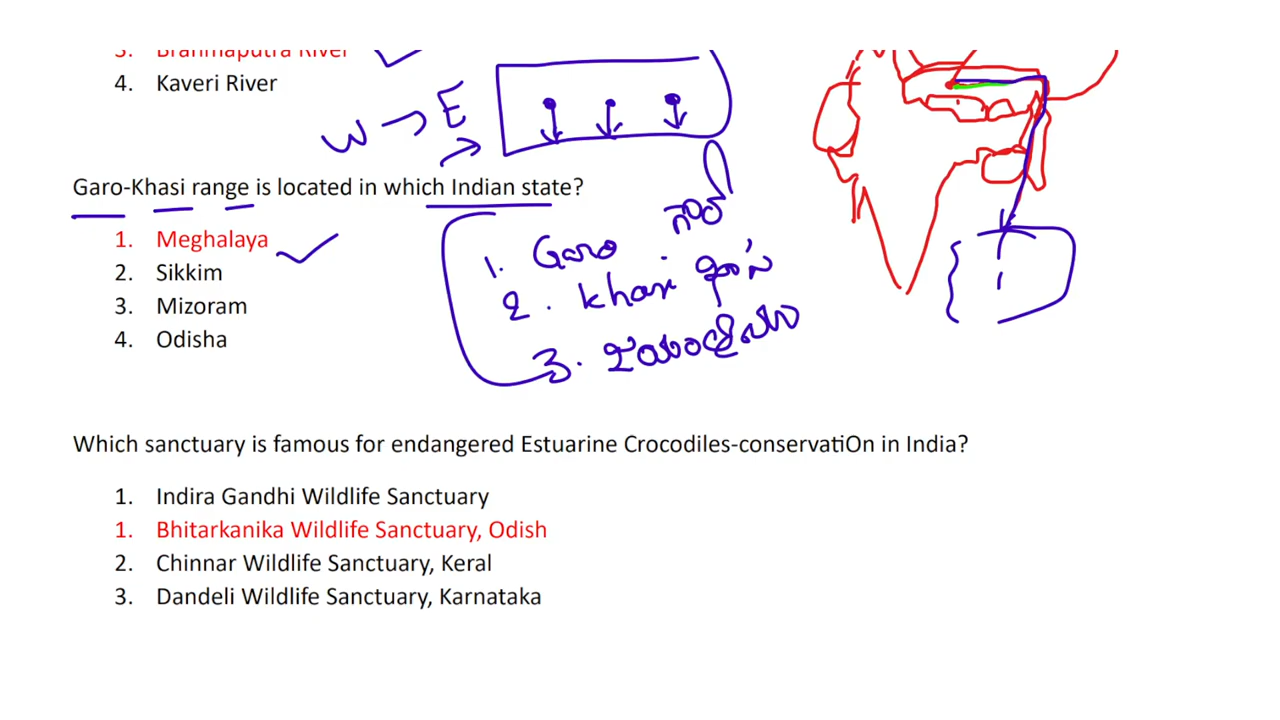 3. Brahmaputra River
4. Kaveri River
W → E
Garo-Khasi range is located in which Indian state?
1. Meghalaya
2. Sikkim
3. Mizoram
4. Odisha
1. Garo
2. Khasi
3.
Which sanctuary is famous for endangered Estuarine Crocodiles-conservatiOn in India?
1. Indira Gandhi Wildlife Sanctuary
1. Bhitarkanika Wildlife Sanctuary, Odish
2. Chinnar Wildlife Sanctuary, Keral
3. Dandeli Wildlife Sanctuary, Karnataka